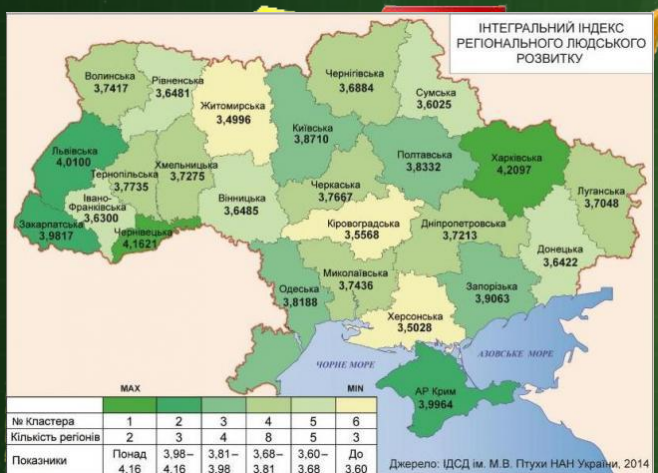 ІНТЕГРАЛЬНИЙ ІНДЕКС
РЕГІОНАЛЬНОГО ЛЮДСЬКОГО
РОЗВИТКУ
Волинська
3,7417
Рівненська
3,6481
Житомирська
3,4996
Київська
3,8710
Чернігівська
3,6884
Сумська
3,6025
Львівська
4,0100
Тернопільська
3,7735
Хмельницька
3,7275
Вінницька
3,6485
Черкаська
3,7667
Полтавська
3,8332
Харківська
4,2097
Луганська
3,7048
Івано-
Франківська
3,6300
Закарпатська
3,9817
Чернівецька
4,1621
Кіровоградська
3,5568
Дніпропетровська
3,7213
Донецька
3,6422
Одеська
3,8188
Миколаївська
3,7436
Херсонська
3,5028
Запорізька
3,9063
ЧОРНЕ МОРЕ
АЗОВСЬКЕ МОРЕ
АР Крим
3,9964
MAX MIN
№ Кластера 1 2 3 4 5 6
Кількість регіонів 2 3 4 8 5 3
Показники Понад 3,98– 3,81– 3,68– 3,60– До
4,16 4,16 3,98 3,81 3,68 3,60
Джерело: ІДСД ім. М.В. Птухи НАН України, 2014